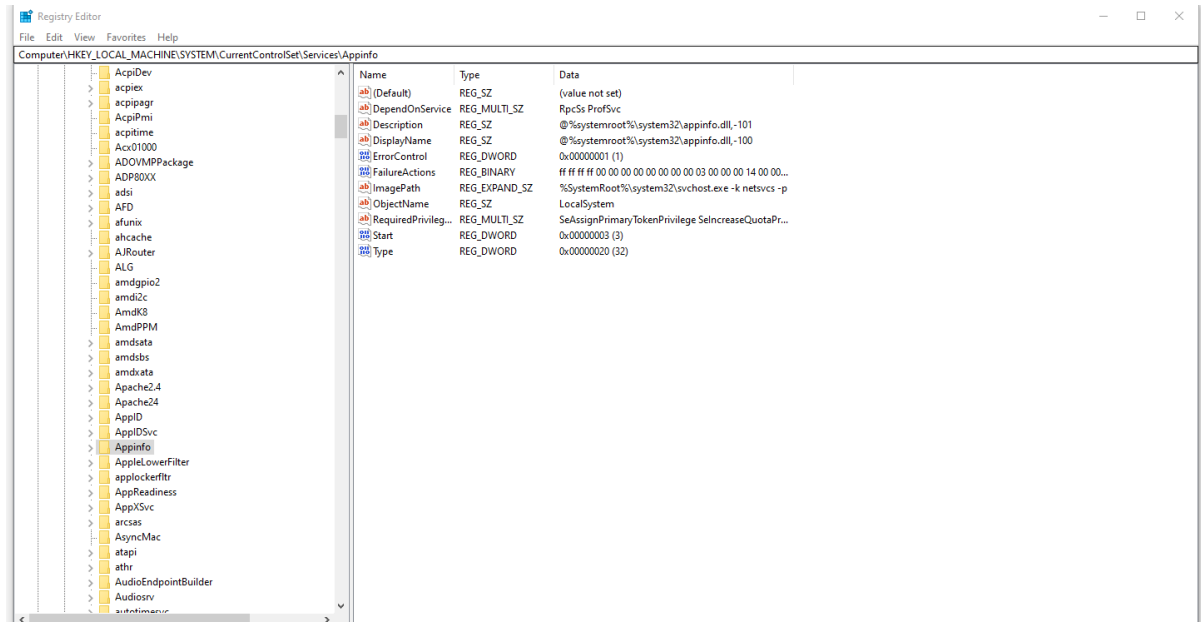 Registry Editor
File Edit View Favorites Help
Computer\HKEY_LOCAL_MACHINE\SYSTEM\CurrentControlSet\Services\Appinfo
AcpiDev
acpiex
acpipagr
AcpiPmi
acpitime
Acx01000
ADOVMPPackage
ADP80XX
adsi
AFD
afunix
ahcache
AJRouter
ALG
amdgpio2
amdi2c
AmdK8
AmdPPM
amdsata
amdsbs
amdxata
Apache2.4
Apache24
AppID
AppIDSvc
Appinfo
AppleLowerFilter
applockerfltr
AppReadiness
AppXSvc
arcsas
AsyncMac
atapi
athr
AudioEndpointBuilder
Audiosrv
autotimesvc
Name Type Data
(Default) REG_SZ (value not set)
DependOnService REG_MULTI_SZ RpcSs ProfSvc
Description REG_SZ @%systemroot%\system32\appinfo.dll,-101
DisplayName REG_SZ @%systemroot%\system32\appinfo.dll,-100
ErrorControl REG_DWORD 0x00000001 (1)
FailureActions REG_BINARY ff ff ff ff 00 00 00 00 00 00 00 00 03 00 00 00 14 00 00...
ImagePath REG_EXPAND_SZ %SystemRoot%\system32\svchost.exe -k netsvcs -p
ObjectName REG_SZ LocalSystem
RequiredPrivileg... REG_MULTI_SZ SeAssignPrimaryTokenPrivilege SeIncreaseQuotaPr...
Start REG_DWORD 0x00000003 (3)
Type REG_DWORD 0x00000020 (32)